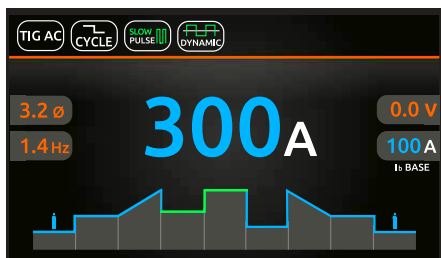 TIG AC CYCLE SLOW PULSE DYNAMIC
3.2 ø 300A 0.0 V
1.4 Hz 100 A
Ib BASE